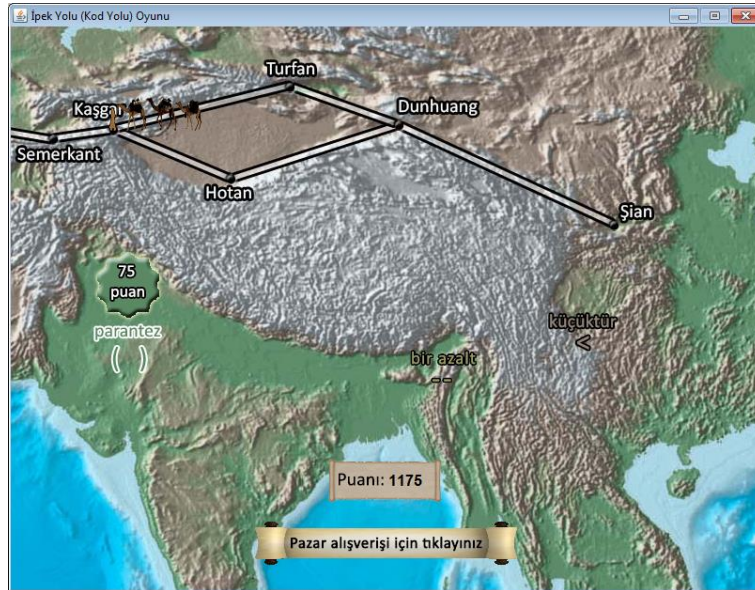 İpek Yolu (Kod Yolu) Oyunu
Turfan
Kaşgar
Dunhuang
Semerkant
Hotan
Şian
75
puan
parantez
( )
küçüktür
<
bir azalt
--
Puanı: 1175
Pazar alışverişi için tıklayınız